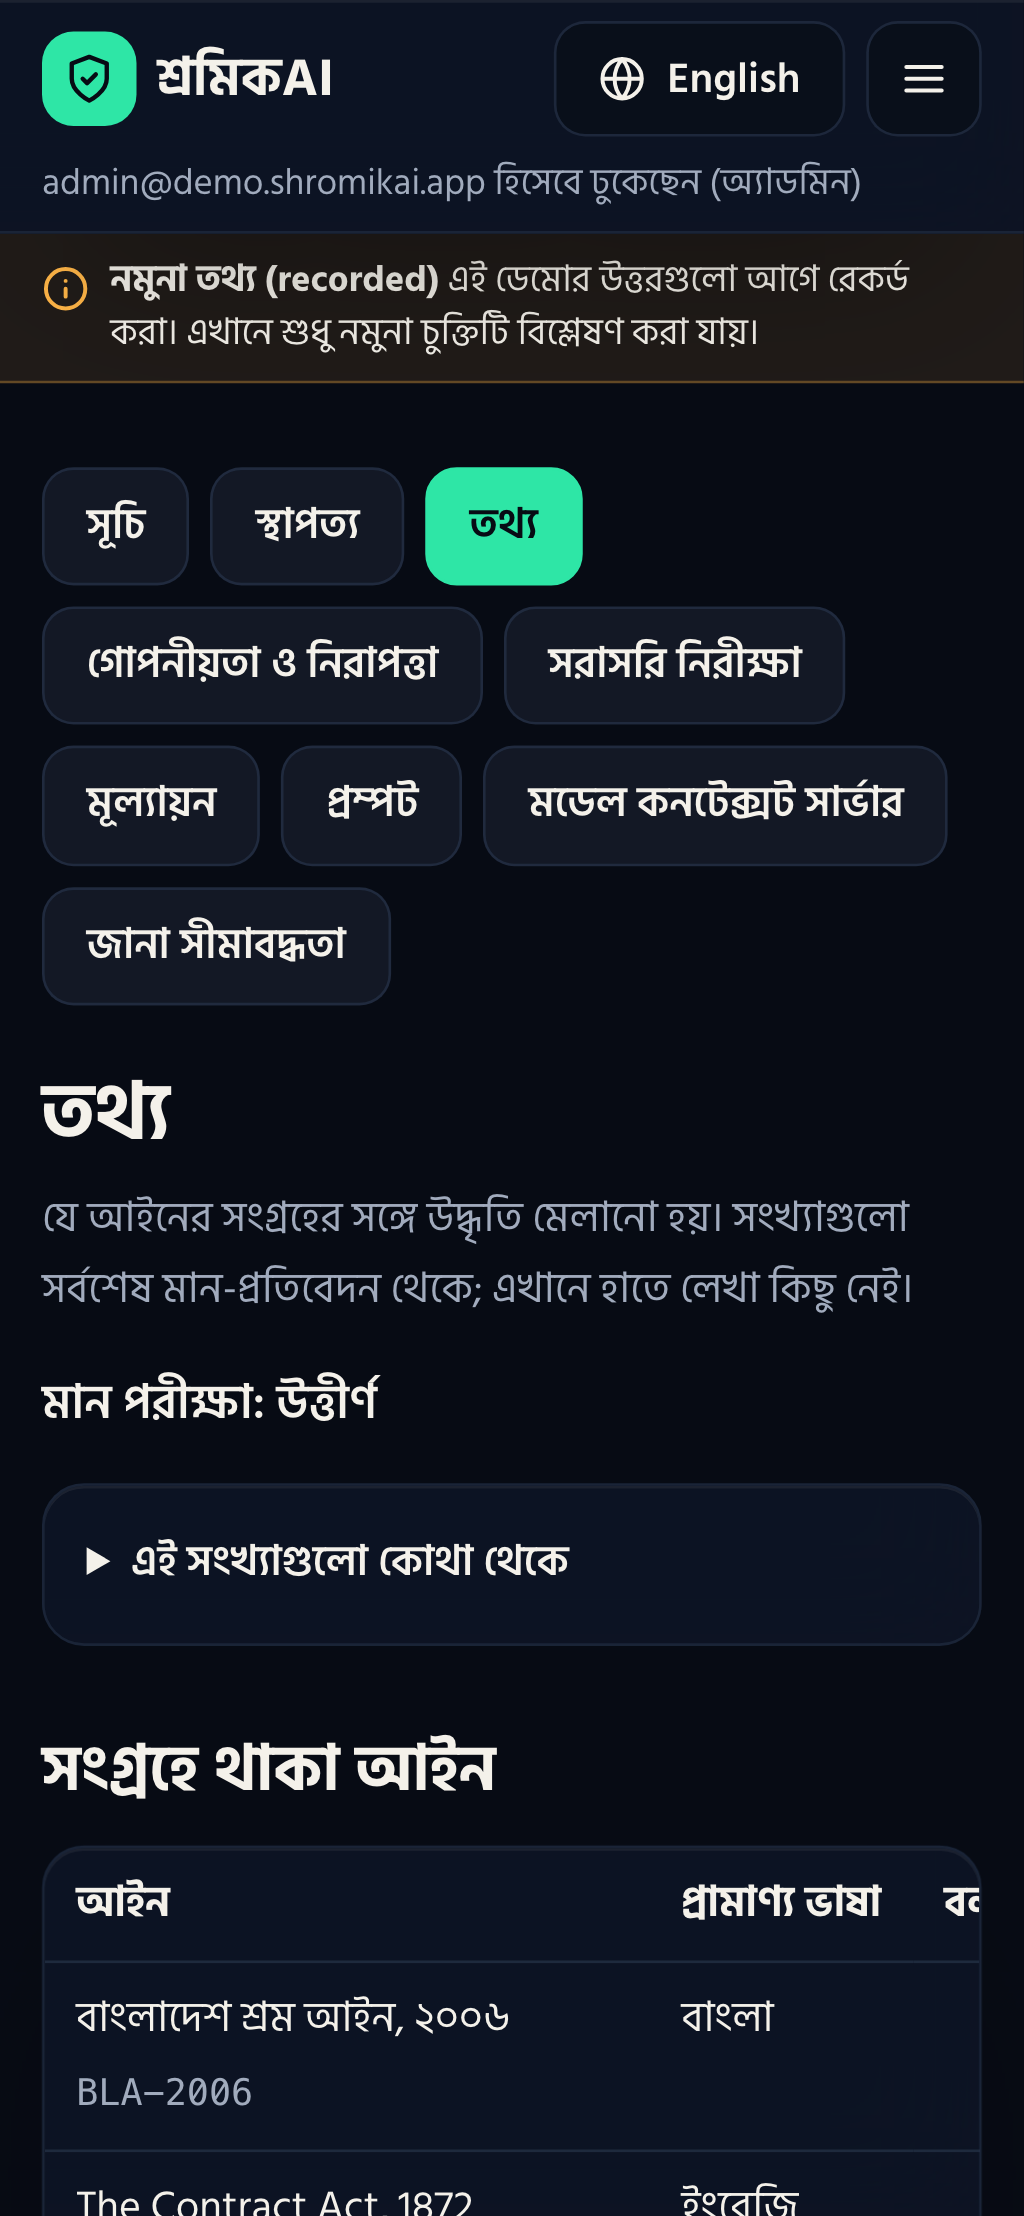 শ্রমিকAI
English
admin@demo.shromikai.app হিসেবে ঢুকেছেন (অ্যাডমিন)
নমুনা তথ্য (recorded) এই ডেমোর উত্তরগুলো আগে রেকর্ড
করা। এখানে শুধু নমুনা চুক্তিটি বিশ্লেষণ করা যায়।
সূচি
স্থাপত্য
তথ্য
গোপনীয়তা ও নিরাপত্তা
সরাসরি নিরীক্ষা
মূল্যায়ন
প্রম্পট
মডেল কনটেক্সট সার্ভার
জানা সীমাবদ্ধতা
তথ্য
যে আইনের সংগ্রহের সঙ্গে উদ্ধৃতি মেলানো হয়। সংখ্যাগুলো
সর্বশেষ মান-প্রতিবেদন থেকে; এখানে হাতে লেখা কিছু নেই।
মান পরীক্ষা: উত্তীর্ণ
এই সংখ্যাগুলো কোথা থেকে
সংগ্রহে থাকা আইন
আইন
প্রামাণ্য ভাষা
বাংলাদেশ শ্রম আইন, ২০০৬
বাংলা
BLA-2006
The Contract Act, 1872
ইংরেজি